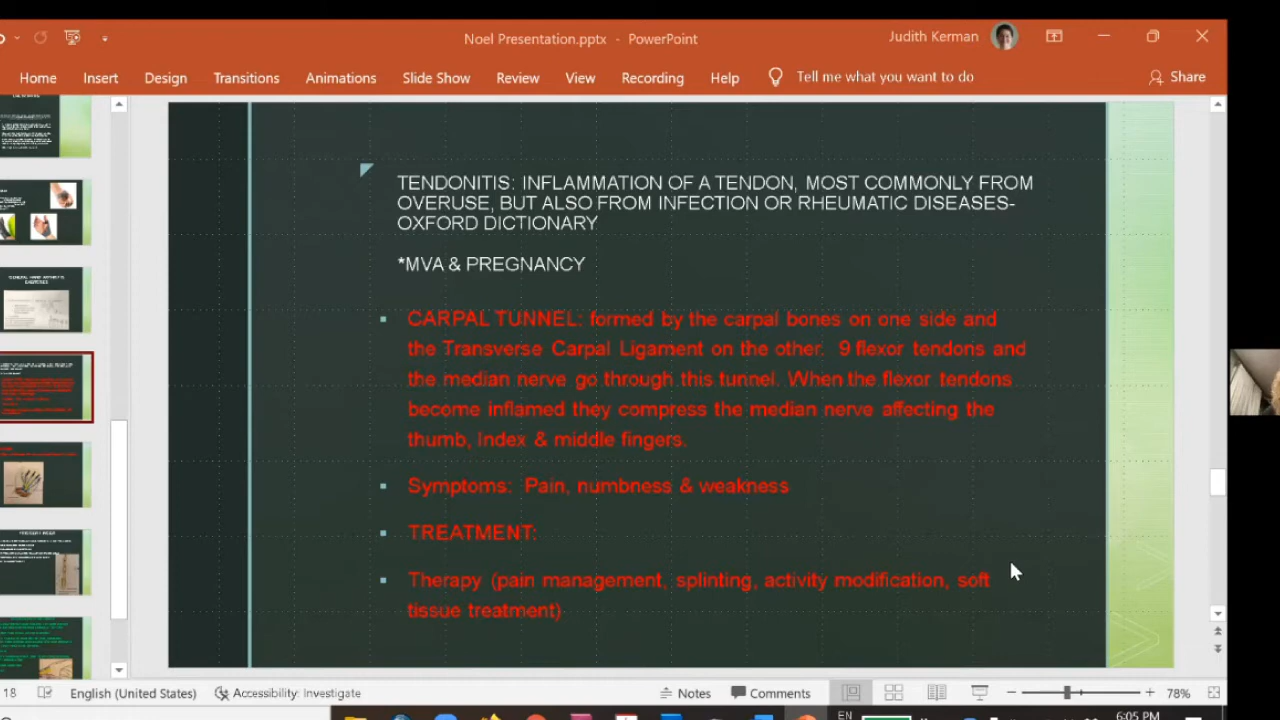 Noel Presentation.pptx - PowerPoint
Judith Kerman
Home Insert Design Transitions Animations Slide Show Review View Recording Help Tell me what you want to do Share
TENDONITIS: INFLAMMATION OF A TENDON, MOST COMMONLY FROM
OVERUSE, BUT ALSO FROM INFECTION OR RHEUMATIC DISEASES-
OXFORD DICTIONARY
*MVA & PREGNANCY
CARPAL TUNNEL: formed by the carpal bones on one side and
the Transverse Carpal Ligament on the other. 9 flexor tendons and
the median nerve go through this tunnel. When the flexor tendons
become inflamed they compress the median nerve affecting the
thumb, Index & middle fingers.
Symptoms: Pain, numbness & weakness
TREATMENT:
Therapy (pain management, splinting, activity modification, soft
tissue treatment)
18 English (United States) Accessibility: Investigate Notes Comments 78%
EN 6:05 PM